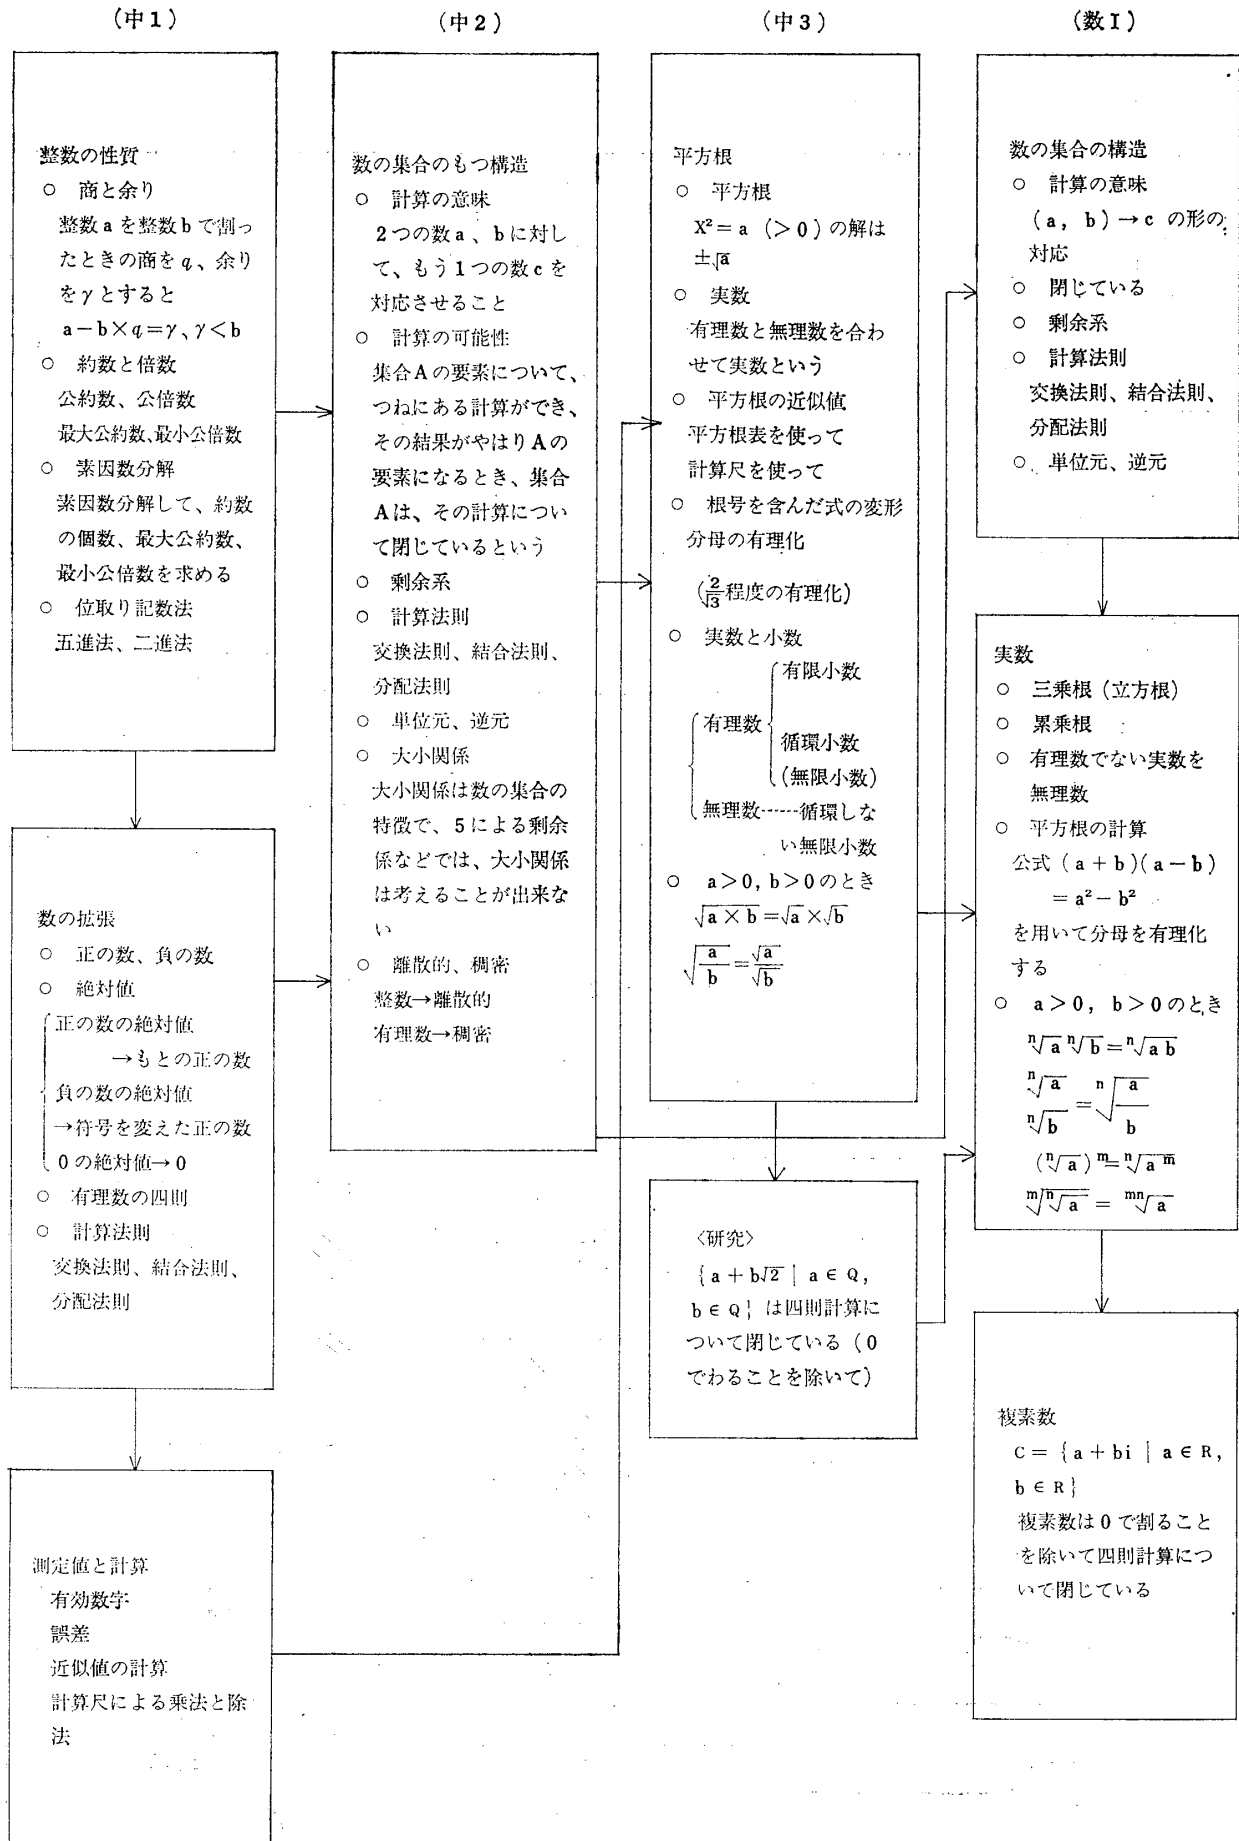 (中1)
整数の性質
○ 商と余り
整数aを整数bで割っ
たときの商をq、余り
をγとすると
a－b×q＝γ、γ＜b
○ 約数と倍数
公約数、公倍数
最大公約数、最小公倍数
○ 素因数分解
素因数分解して、約数
の個数、最大公約数、
最小公倍数を求める
○ 位取り記数法
五進法、二進法
数の拡張
○ 正の数、負の数
○ 絶対値
正の数の絶対値
→もとの正の数
負の数の絶対値
→符号を変えた正の数
0の絶対値→0
○ 有理数の四則
○ 計算法則
交換法則、結合法則、
分配法則
測定値と計算
有効数字
誤差
近似値の計算
計算尺による乗法と除
法
(中2)
数の集合のもつ構造
○ 計算の意味
2つの数a、bに対し
て、もう1つの数cを
対応させること
○ 計算の可能性
集合Aの要素について、
つねにある計算ができ、
その結果がやはりAの
要素になるとき、集合
Aは、その計算につい
て閉じているという
○ 剰余系
○ 計算法則
交換法則、結合法則、
分配法則
○ 単位元、逆元
○ 大小関係
大小関係は数の集合の
特徴で、5による剰余
係などでは、大小関係
は考えることが出来な
い
○ 離散的、稠密
整数→離散的
有理数→稠密
(中3)
平方根
○ 平方根
X²＝a (＞0)の解は
±√a
○ 実数
有理数と無理数を合わ
せて実数という
○ 平方根の近似値
平方根表を使って
計算尺を使って
○ 根号を含んだ式の変形
分母の有理化
(2/√3程度の有理化)
○ 実数と小数
有限小数
有理数
循環小数
(無限小数)
無理数……循環しな
い無限小数
○ a＞0, b＞0のとき
√(a×b)＝√a×√b
√(a/b)＝√a/√b
〈研究〉
{a＋b√2 | a∈Q,
b∈Q}は四則計算に
ついて閉じている(0
でわることを除いて)
(数I)
数の集合の構造
○ 計算の意味
(a, b)→c の形の
対応
○ 閉じている
○ 剰余系
○ 計算法則
交換法則、結合法則、
分配法則
○ 単位元、逆元
実数
○ 三乗根(立方根)
○ 累乗根
○ 有理数でない実数を
無理数
○ 平方根の計算
公式(a＋b)(a－b)
＝a²－b²
を用いて分母を有理化
する
○ a＞0, b＞0のとき
ⁿ√a ⁿ√b＝ⁿ√ab
ⁿ√a/ⁿ√b＝ⁿ√(a/b)
(ⁿ√a)ᵐ＝ⁿ√aᵐ
ᵐ√(ⁿ√a)＝ᵐⁿ√a
複素数
C＝{a＋bi | a∈R,
b∈R}
複素数は0で割ること
を除いて四則計算につ
いて閉じている